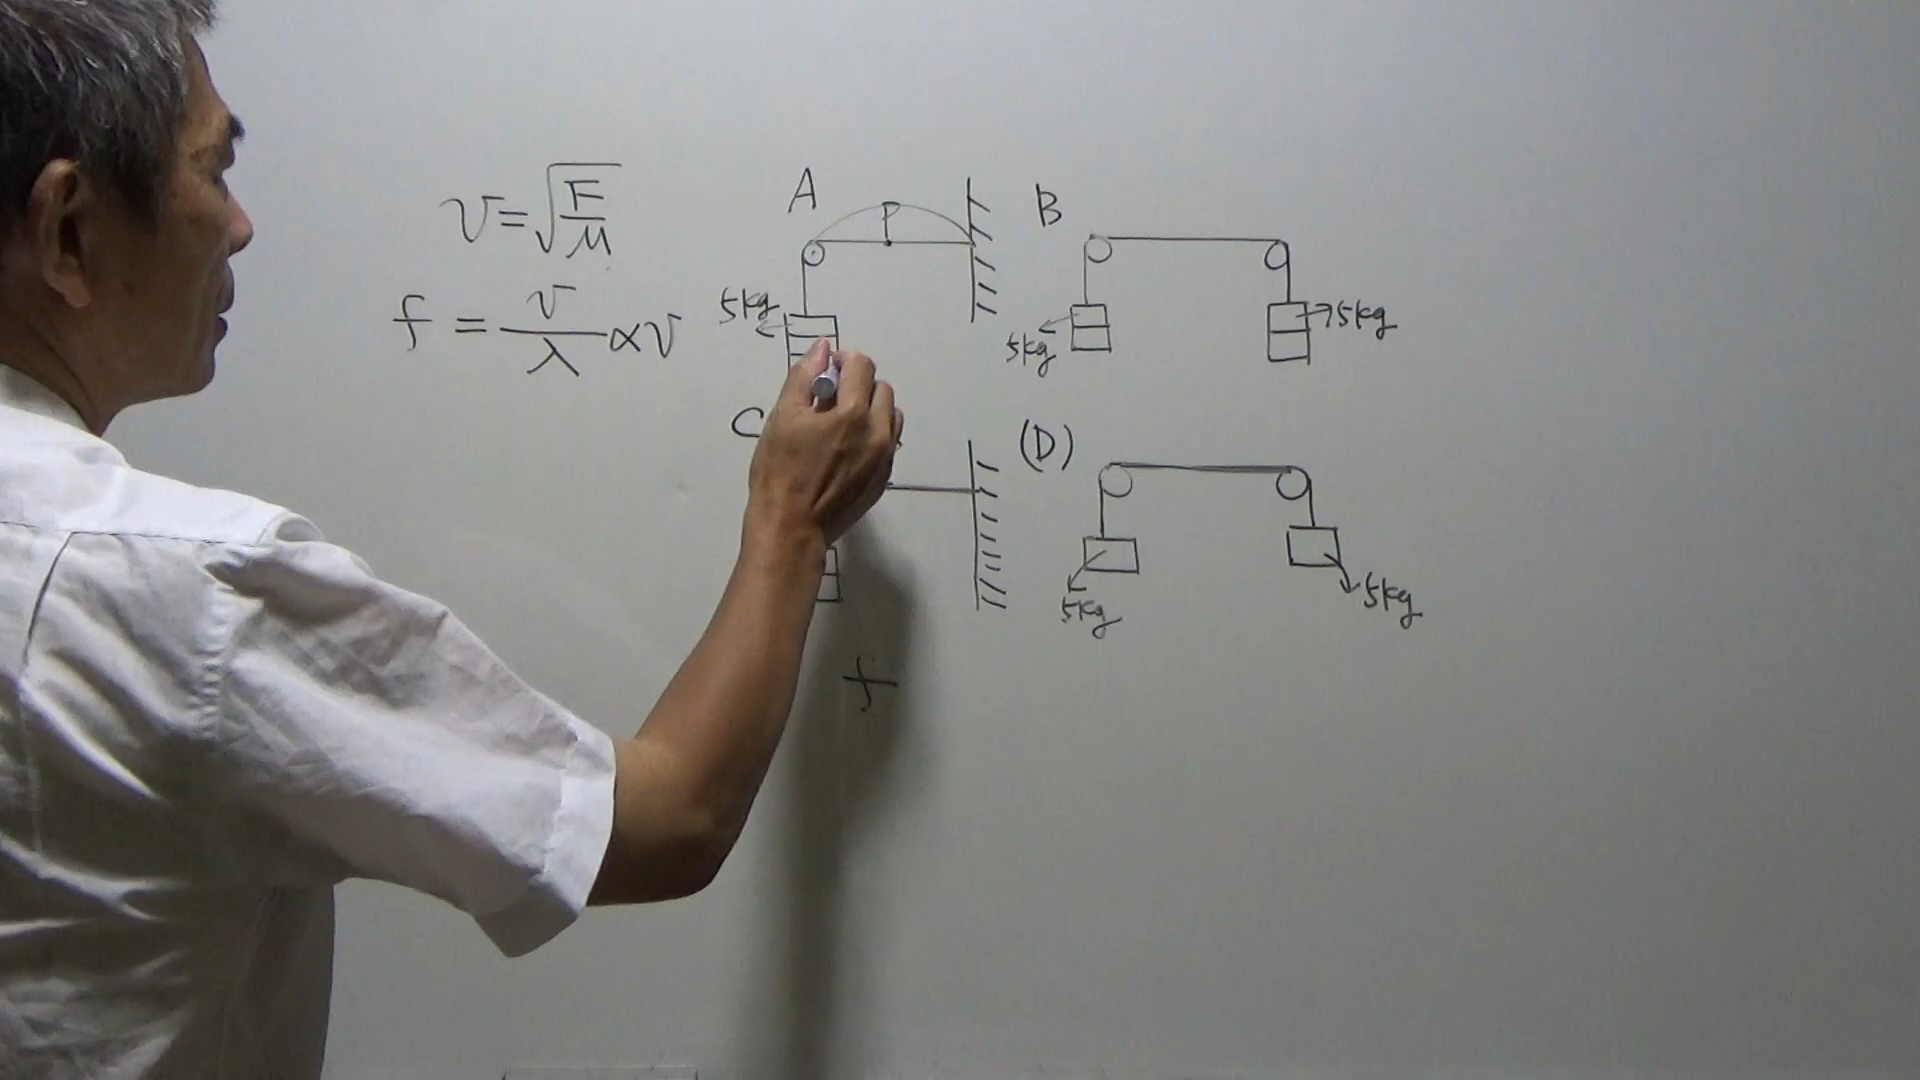 v = √(F/μ)
f = v/λ ∝ v
A
P
5kg
B
5kg
5kg
C
(D)
5kg
5kg
f